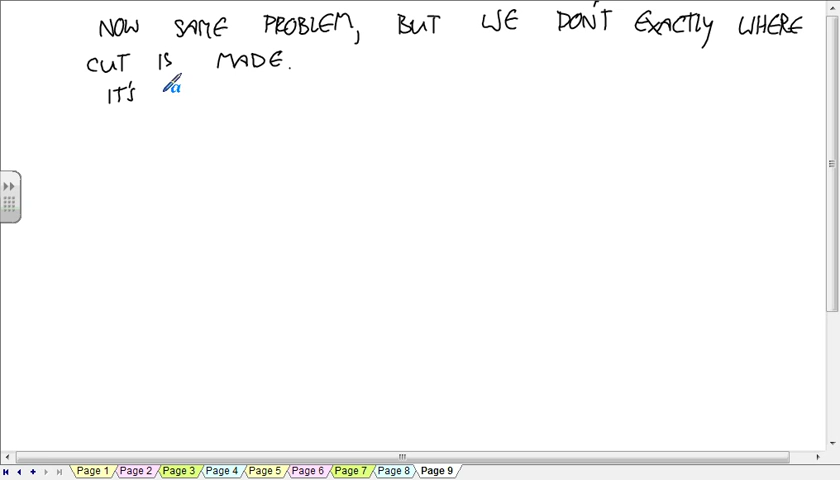 NOW SAME PROBLEM, BUT WE DON'T EXACTLY WHERE
CUT IS MADE.
IT'S
Page 1 Page 2 Page 3 Page 4 Page 5 Page 6 Page 7 Page 8 Page 9